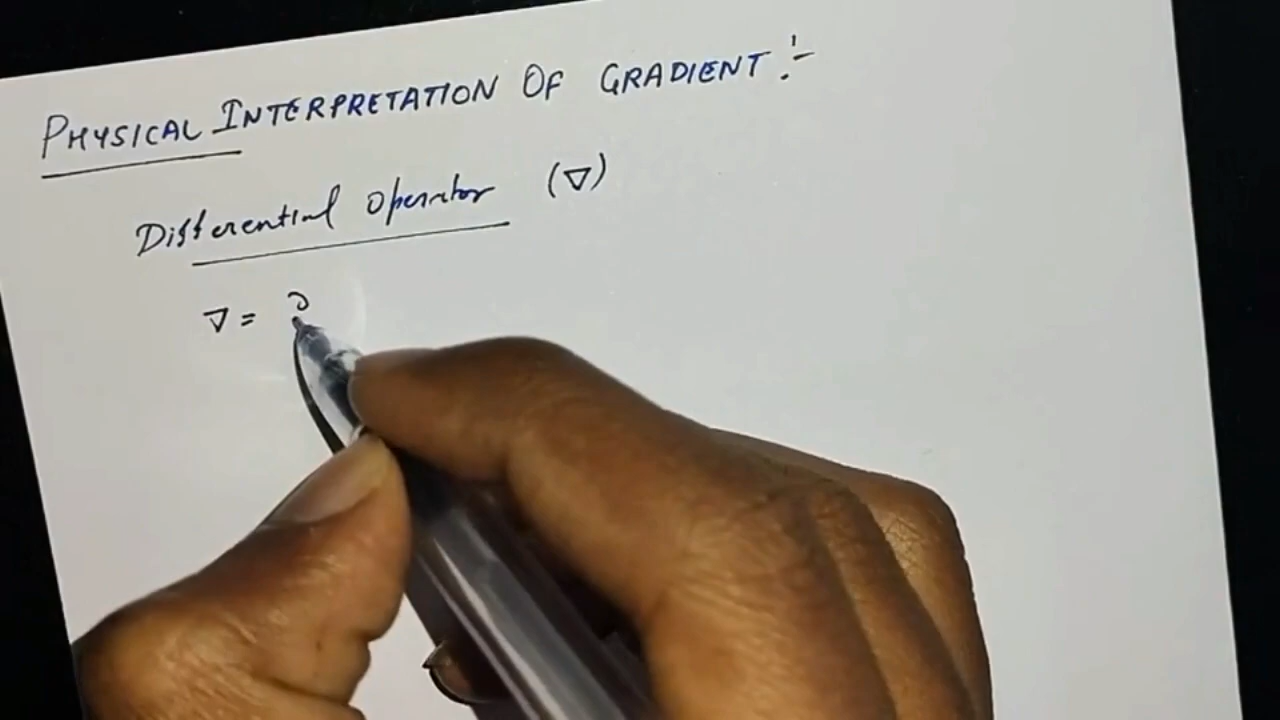 PHYSICAL INTERPRETATION OF GRADIENT :-
Differential Operator (∇)
∇ = ∂